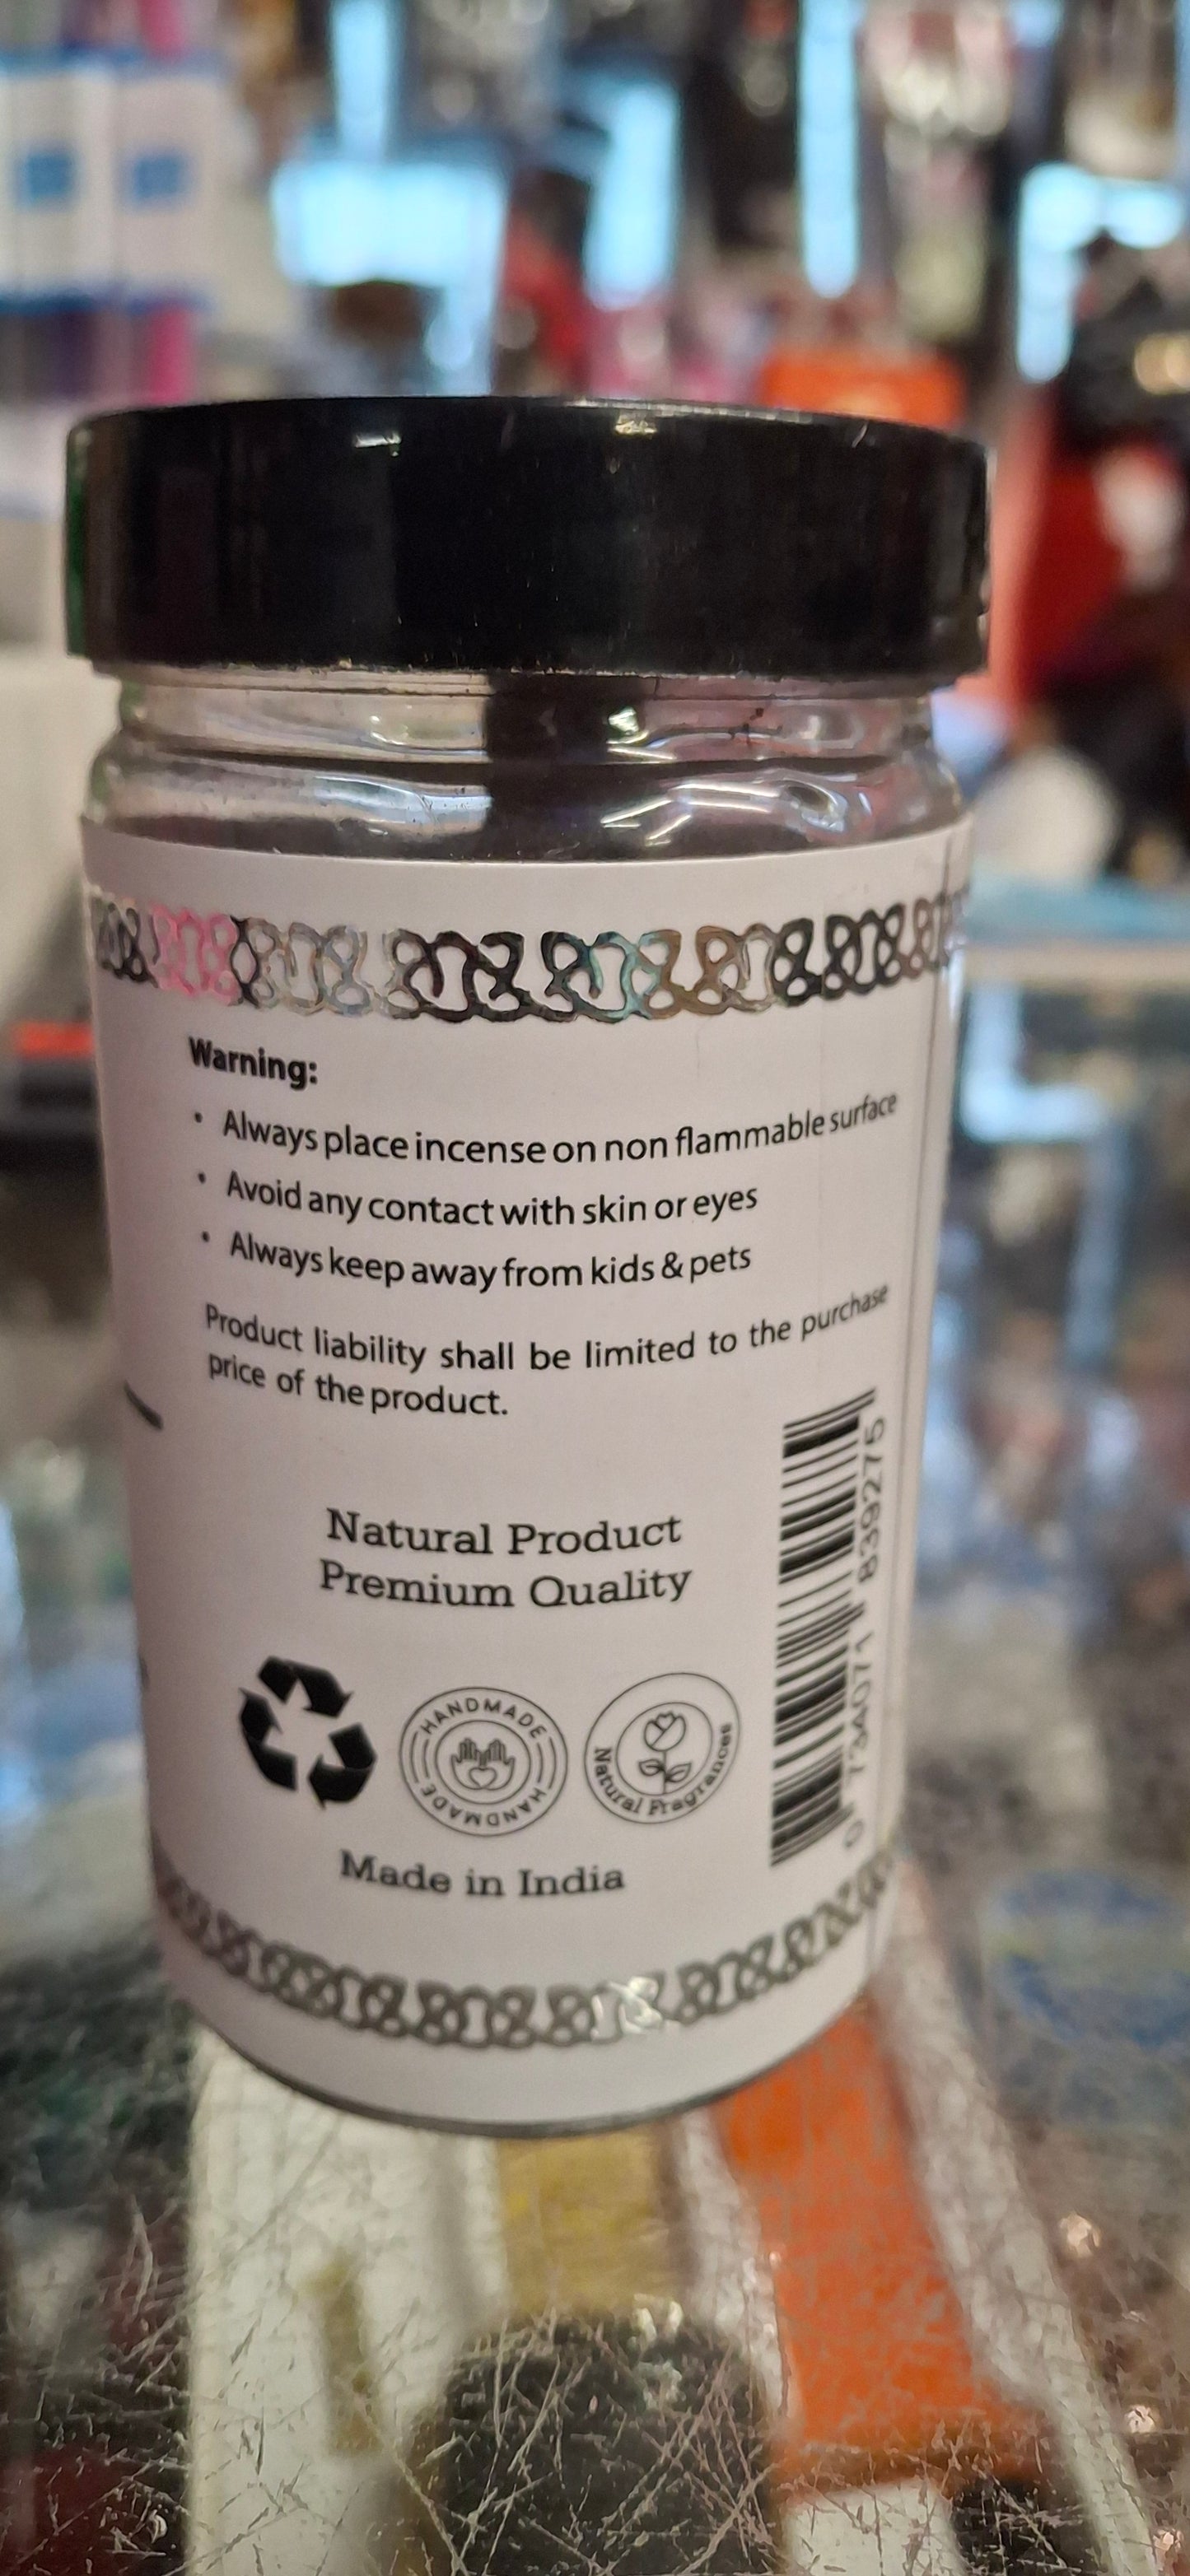 Warning:
• Always place incense on non flammable surface
• Avoid any contact with skin or eyes
• Always keep away from kids & pets
Product liability shall be limited to the purchase
price of the product.
Natural Product
Premium Quality
HANDMADE
HANDMADE
Natural Fragrances
Made in India
0 734071 839275